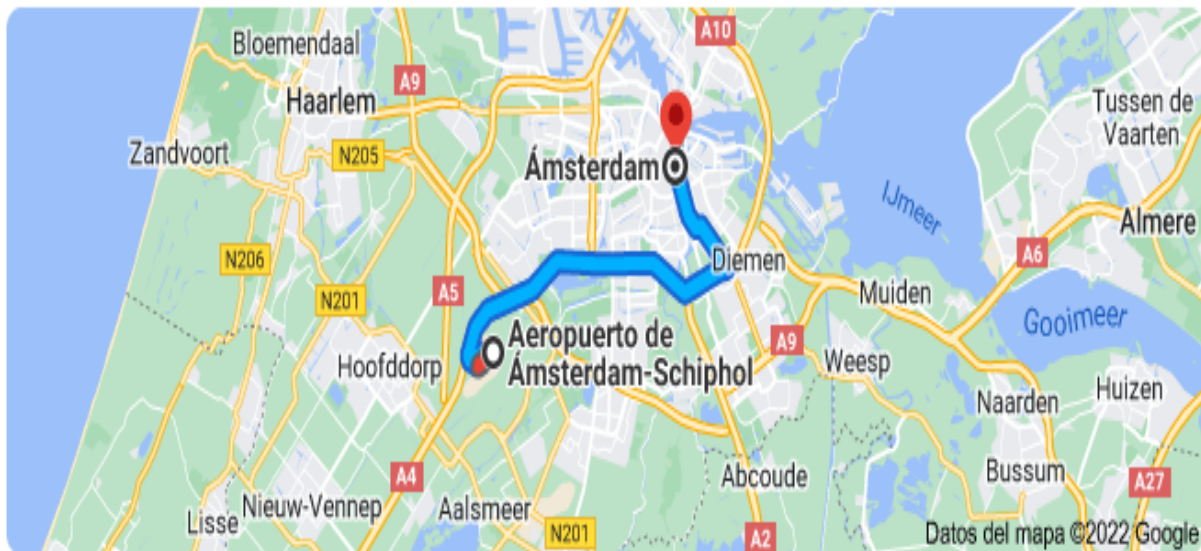 A10
Bloemendaal
A9
Haarlem
Tussen de
Vaarten
Zandvoort
N205
Ámsterdam
IJmeer
Almere
N206
Diemen
A6
A5
N201
Muiden
Gooimeer
Aeropuerto de
Ámsterdam-Schiphol
A9
Hoofddorp
Weesp
Huizen
Naarden
A4
Abcoude
Bussum
A27
Nieuw-Vennep
Aalsmeer
Lisse
N201
A2
Datos del mapa ©2022 Google